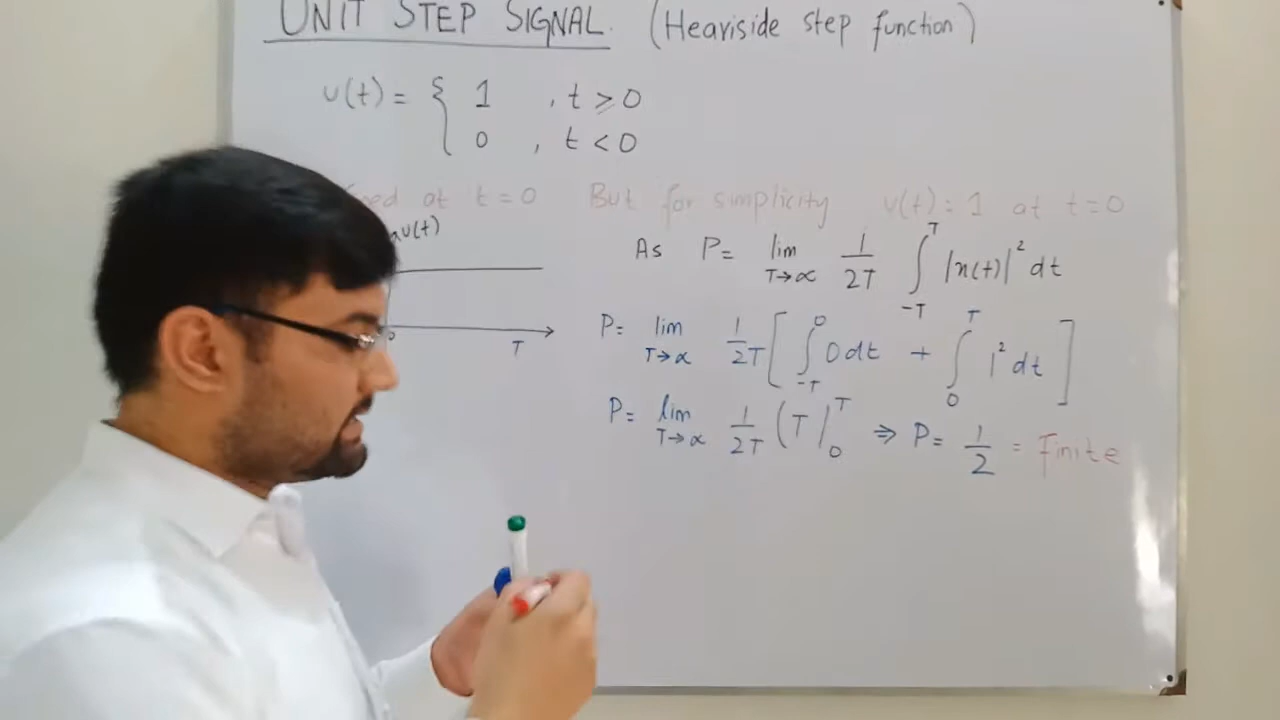 UNIT STEP SIGNAL. (Heaviside step function)
u(t) = { 1 , t ≥ 0
0 , t < 0
at t = 0 But for simplicity u(t) = 1 at t = 0
u(t)
0
T
As P = lim T→∝ 1/2T ∫_{-T}^{T} |x(t)|² dt
P = lim T→∝ 1/2T [ ∫_{-T}^{0} 0 dt + ∫_{0}^{T} 1² dt ]
P = lim T→∝ 1/2T (T|_{0}^{T} ⇒ P = 1/2 = Finite